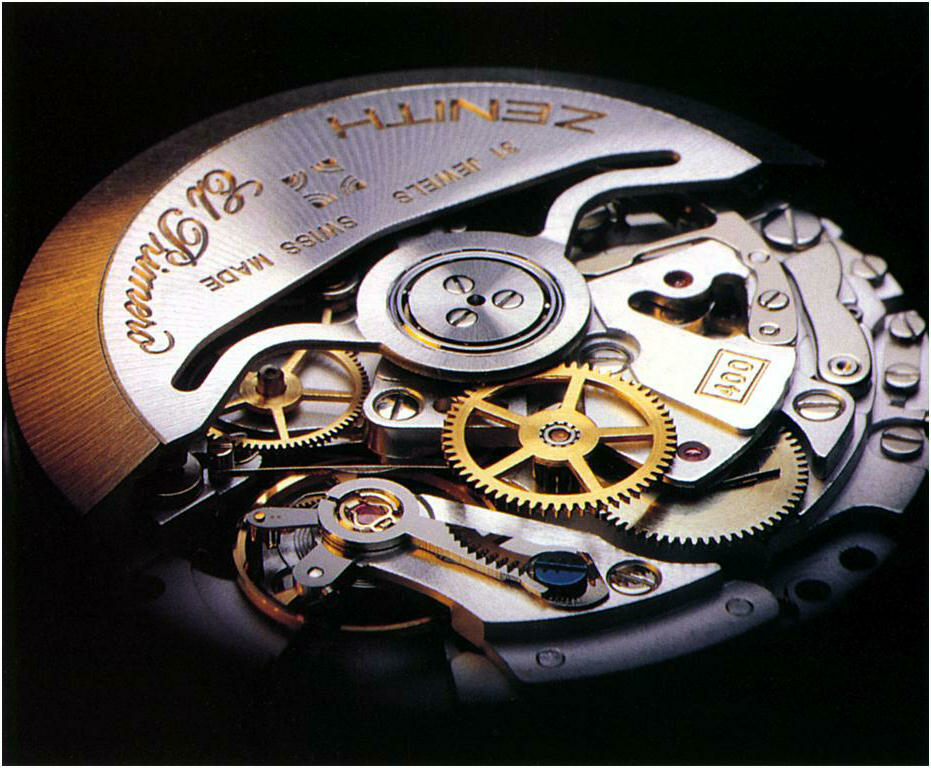 ZENITH
31 JEWELS
SWISS MADE
El Primero
400